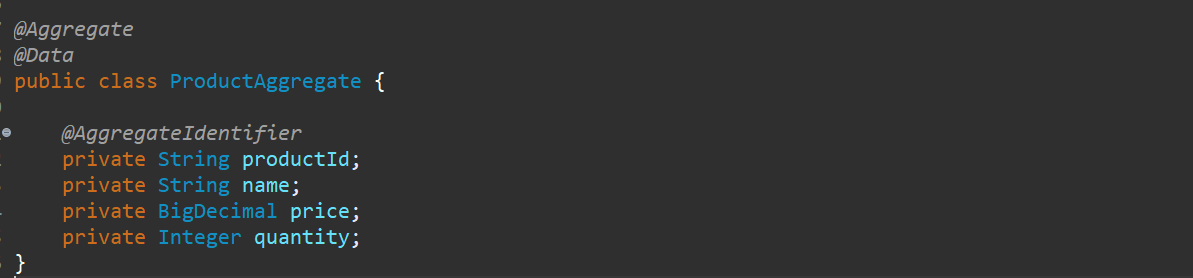 @Aggregate
@Data
public class ProductAggregate {
@AggregateIdentifier
private String productId;
private String name;
private BigDecimal price;
private Integer quantity;
}